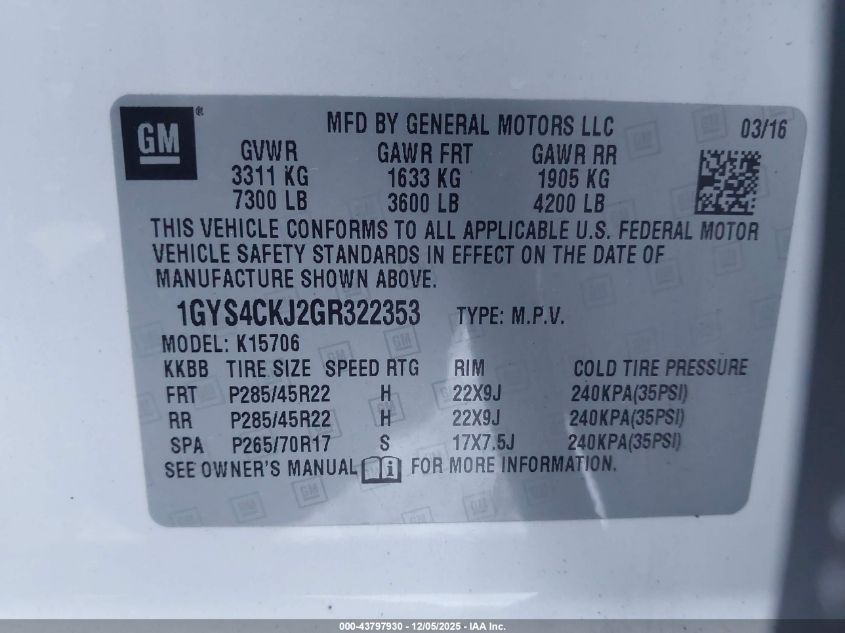 GM ®
MFD BY GENERAL MOTORS LLC 03/16
GVWR GAWR FRT GAWR RR
3311 KG 1633 KG 1905 KG
7300 LB 3600 LB 4200 LB
THIS VEHICLE CONFORMS TO ALL APPLICABLE U.S. FEDERAL MOTOR
VEHICLE SAFETY STANDARDS IN EFFECT ON THE DATE OF
MANUFACTURE SHOWN ABOVE.
1GYS4CKJ2GR322353 TYPE: M.P.V.
MODEL: K15706
KKBB TIRE SIZE SPEED RTG RIM COLD TIRE PRESSURE
FRT P285/45R22 H 22X9J 240KPA(35PSI)
RR P285/45R22 H 22X9J 240KPA(35PSI)
SPA P265/70R17 S 17X7.5J 240KPA(35PSI)
SEE OWNER'S MANUAL FOR MORE INFORMATION.
000-43797930 - 12/05/2025 - IAA Inc.